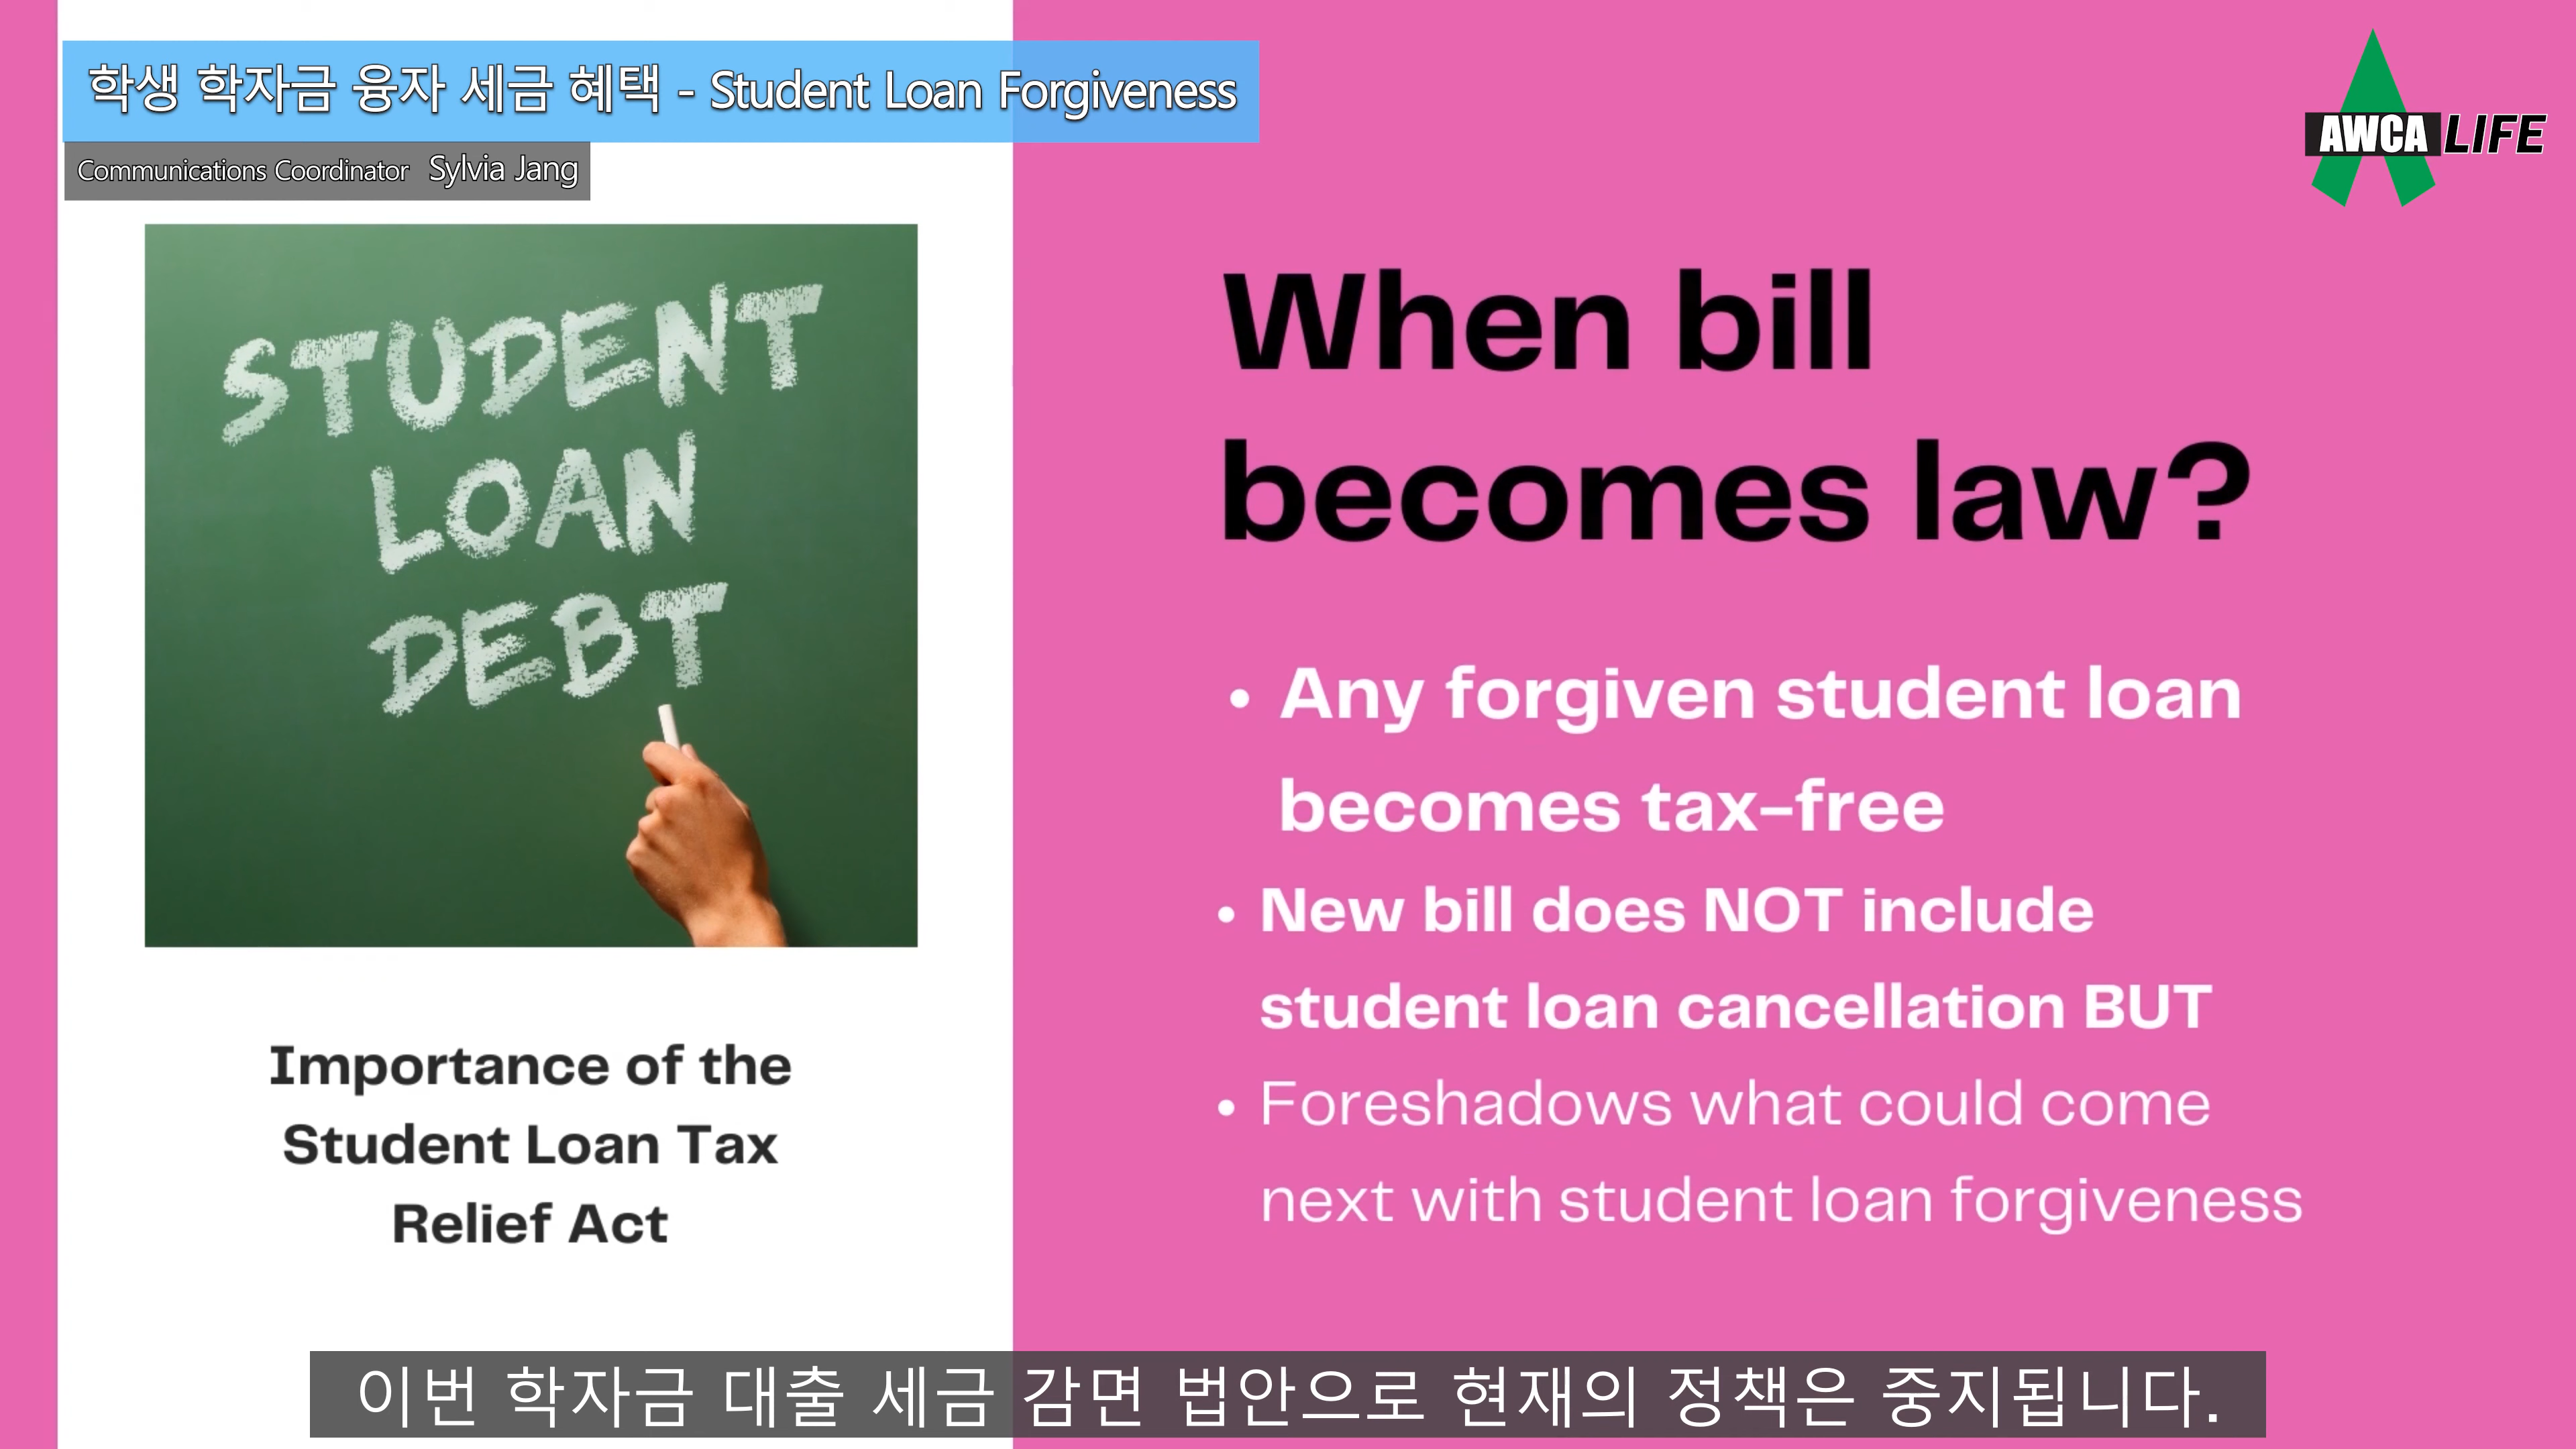 학생 학자금 융자 세금 혜택 - Student Loan Forgiveness
Communications Coordinator Sylvia Jang
AWCA LIFE
STUDENT
LOAN
DEBT
Importance of the
Student Loan Tax
Relief Act
When bill
becomes law?
• Any forgiven student loan
becomes tax-free
• New bill does NOT include
student loan cancellation BUT
• Foreshadows what could come
next with student loan forgiveness
이번 학자금 대출 세금 감면 법안으로 현재의 정책은 중지됩니다.